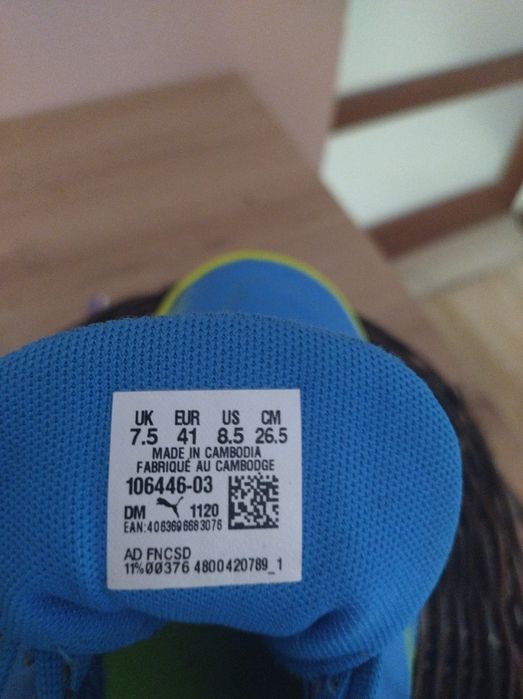 UK EUR US CM
7.5 41 8.5 26.5
MADE IN CAMBODIA
FABRIQUÉ AU CAMBODGE
106446-03
DM 1120
EAN:4063696683076
AD FNCSD
11%00376 4800420789_1